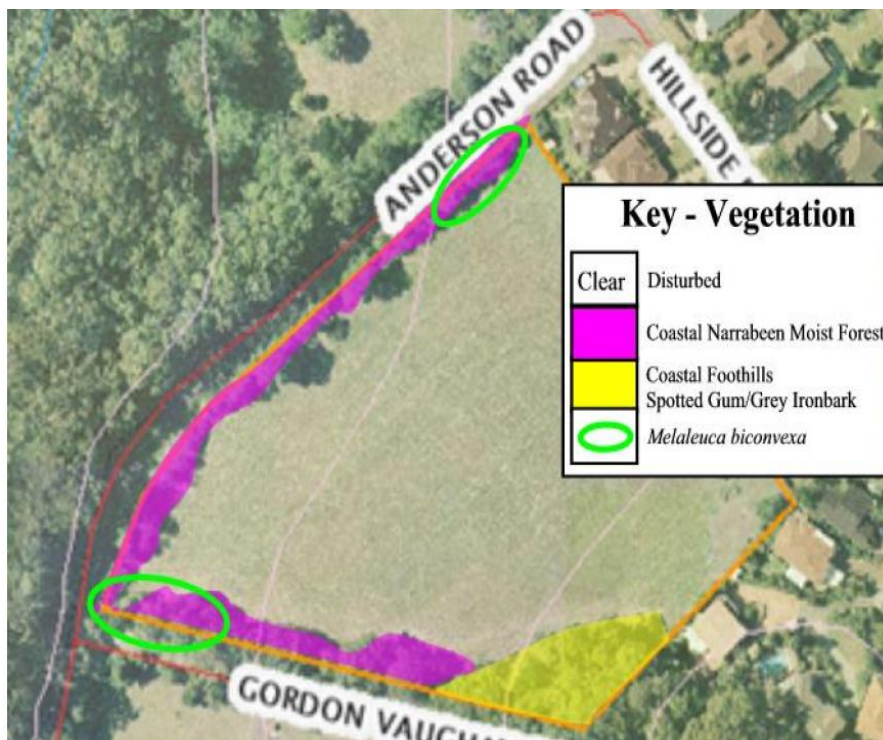 ANDERSON ROAD
HILLSIDE
Key - Vegetation
Clear Disturbed
Coastal Narrabeen Moist Forest
Coastal Foothills
Spotted Gum/Grey Ironbark
Melaleuca biconvexa
GORDON